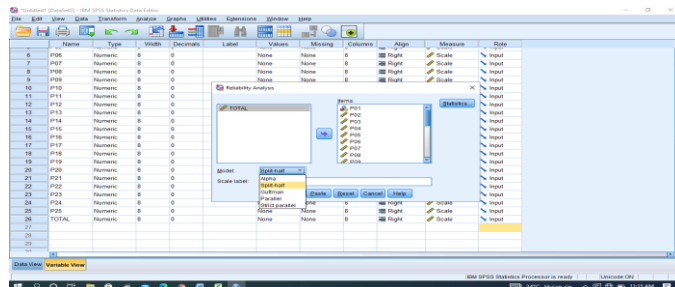 *Untitled1 [DataSet0] - IBM SPSS Statistics Data Editor
File Edit View Data Transform Analyze Graphs Utilities Extensions Window Help
Name Type Width Decimals Label Values Missing Columns Align Measure Role
6 P06 Numeric 8 0 None None 8 Right Scale Input
7 P07 Numeric 8 0 None None 8 Right Scale Input
8 P08 Numeric 8 0 None None 8 Right Scale Input
9 P09 Numeric 8 0 None None 8 Right Scale Input
10 P10 Numeric 8 0 Input
11 P11 Numeric 8 0 Input
12 P12 Numeric 8 0 Input
13 P13 Numeric 8 0 Input
14 P14 Numeric 8 0 Input
15 P15 Numeric 8 0 Input
16 P16 Numeric 8 0 Input
17 P17 Numeric 8 0 Input
18 P18 Numeric 8 0 Input
19 P19 Numeric 8 0 Input
20 P20 Numeric 8 0 Input
21 P21 Numeric 8 0 Input
22 P22 Numeric 8 0 Input
23 P23 Numeric 8 0 Input
24 P24 Numeric 8 0 None 8 Right Scale Input
25 P25 Numeric 8 0 None None 8 Right Scale Input
26 TOTAL Numeric 8 0 None None 8 Right Scale Input
27
28
29
Reliability Analysis
TOTAL
Items:
P01
P02
P03
P04
P05
P06
P07
P08
P09
Statistics...
Model: Split-half
Alpha
Split-half
Guttman
Parallel
Strict parallel
Scale label:
Paste Reset Cancel Help
Data View Variable View
IBM SPSS Statistics Processor is ready Unicode:ON